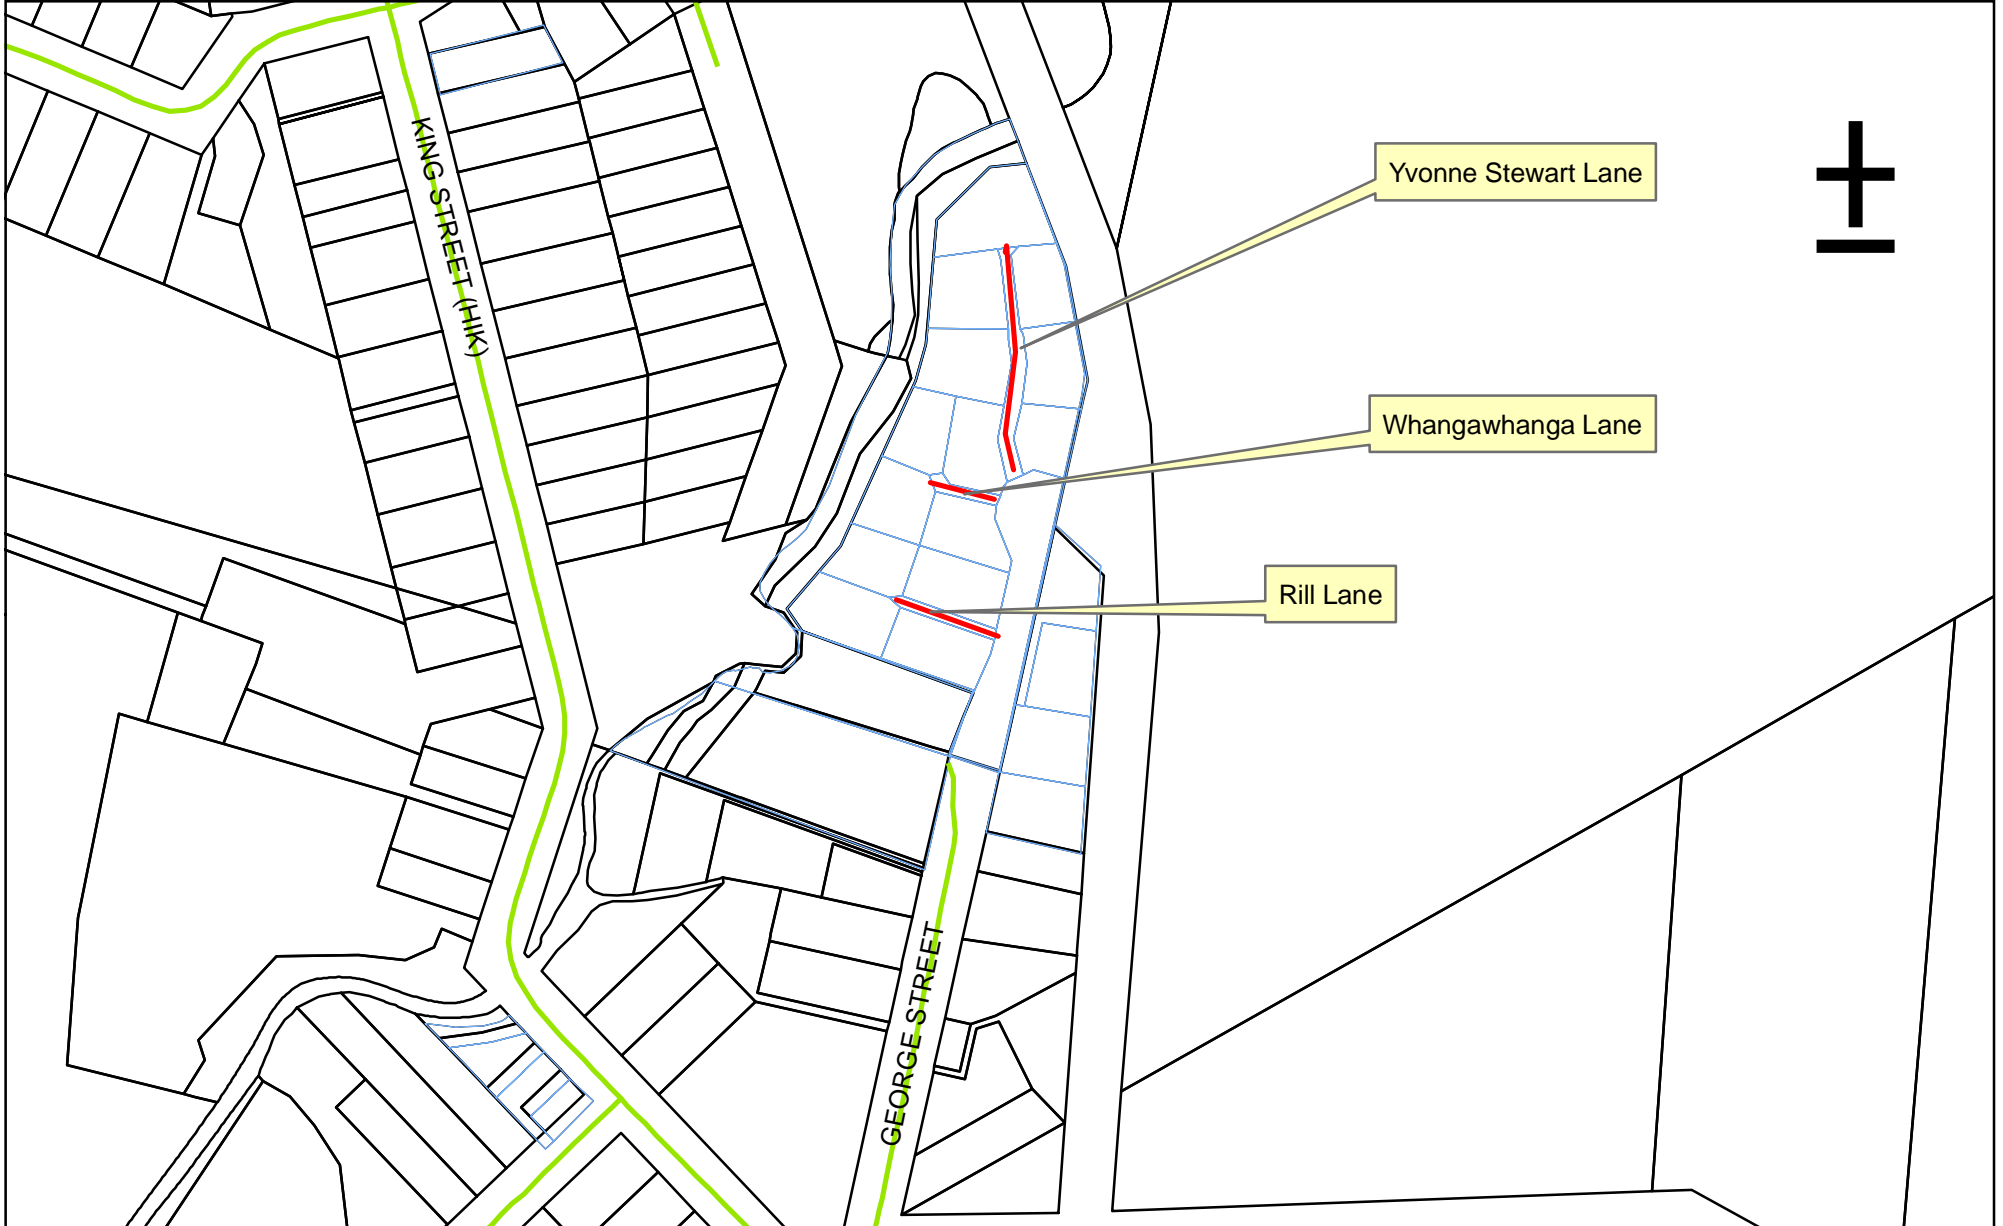 KING STREET (HIK)
Yvonne Stewart Lane
Whangawhanga Lane
Rill Lane
GEORGE STREET